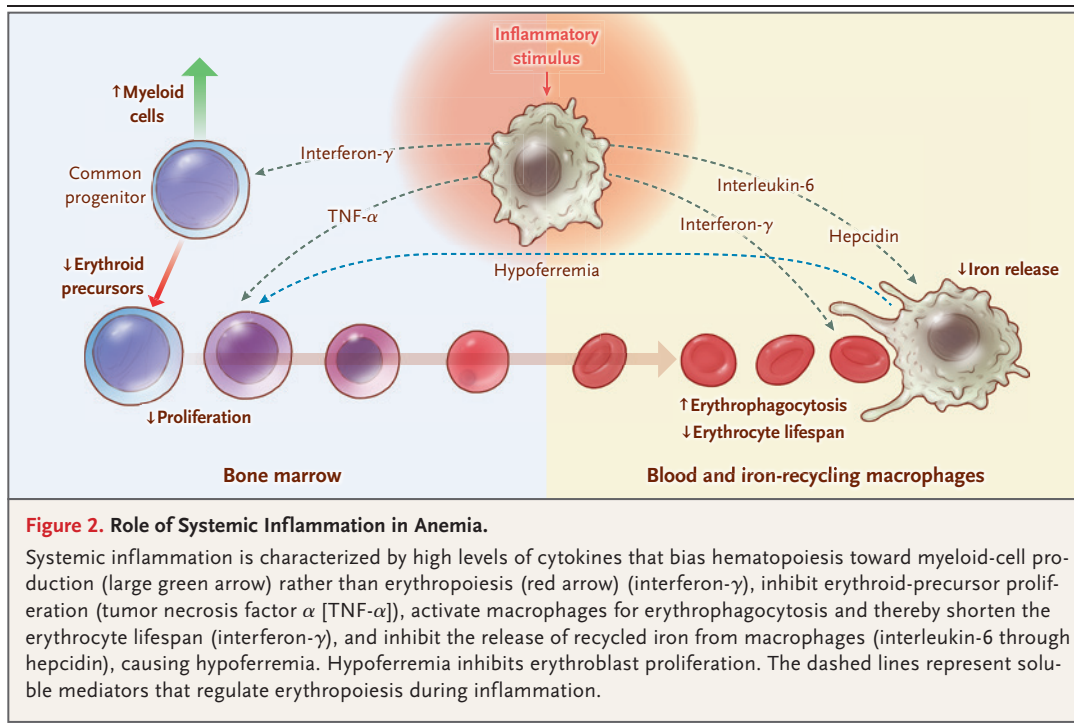 Inflammatory
stimulus
↑Myeloid
cells
Interferon-γ
Common
progenitor
Interleukin-6
TNF-α
Interferon-γ
Hepcidin
↓Erythroid
precursors
Hypoferremia
↓Iron release
↓Proliferation
↑Erythrophagocytosis
↓Erythrocyte lifespan
Bone marrow
Blood and iron-recycling macrophages
Figure 2. Role of Systemic Inflammation in Anemia.
Systemic inflammation is characterized by high levels of cytokines that bias hematopoiesis toward myeloid-cell pro-
duction (large green arrow) rather than erythropoiesis (red arrow) (interferon-γ), inhibit erythroid-precursor prolif-
eration (tumor necrosis factor α [TNF-α]), activate macrophages for erythrophagocytosis and thereby shorten the
erythrocyte lifespan (interferon-γ), and inhibit the release of recycled iron from macrophages (interleukin-6 through
hepcidin), causing hypoferremia. Hypoferremia inhibits erythroblast proliferation. The dashed lines represent solu-
ble mediators that regulate erythropoiesis during inflammation.